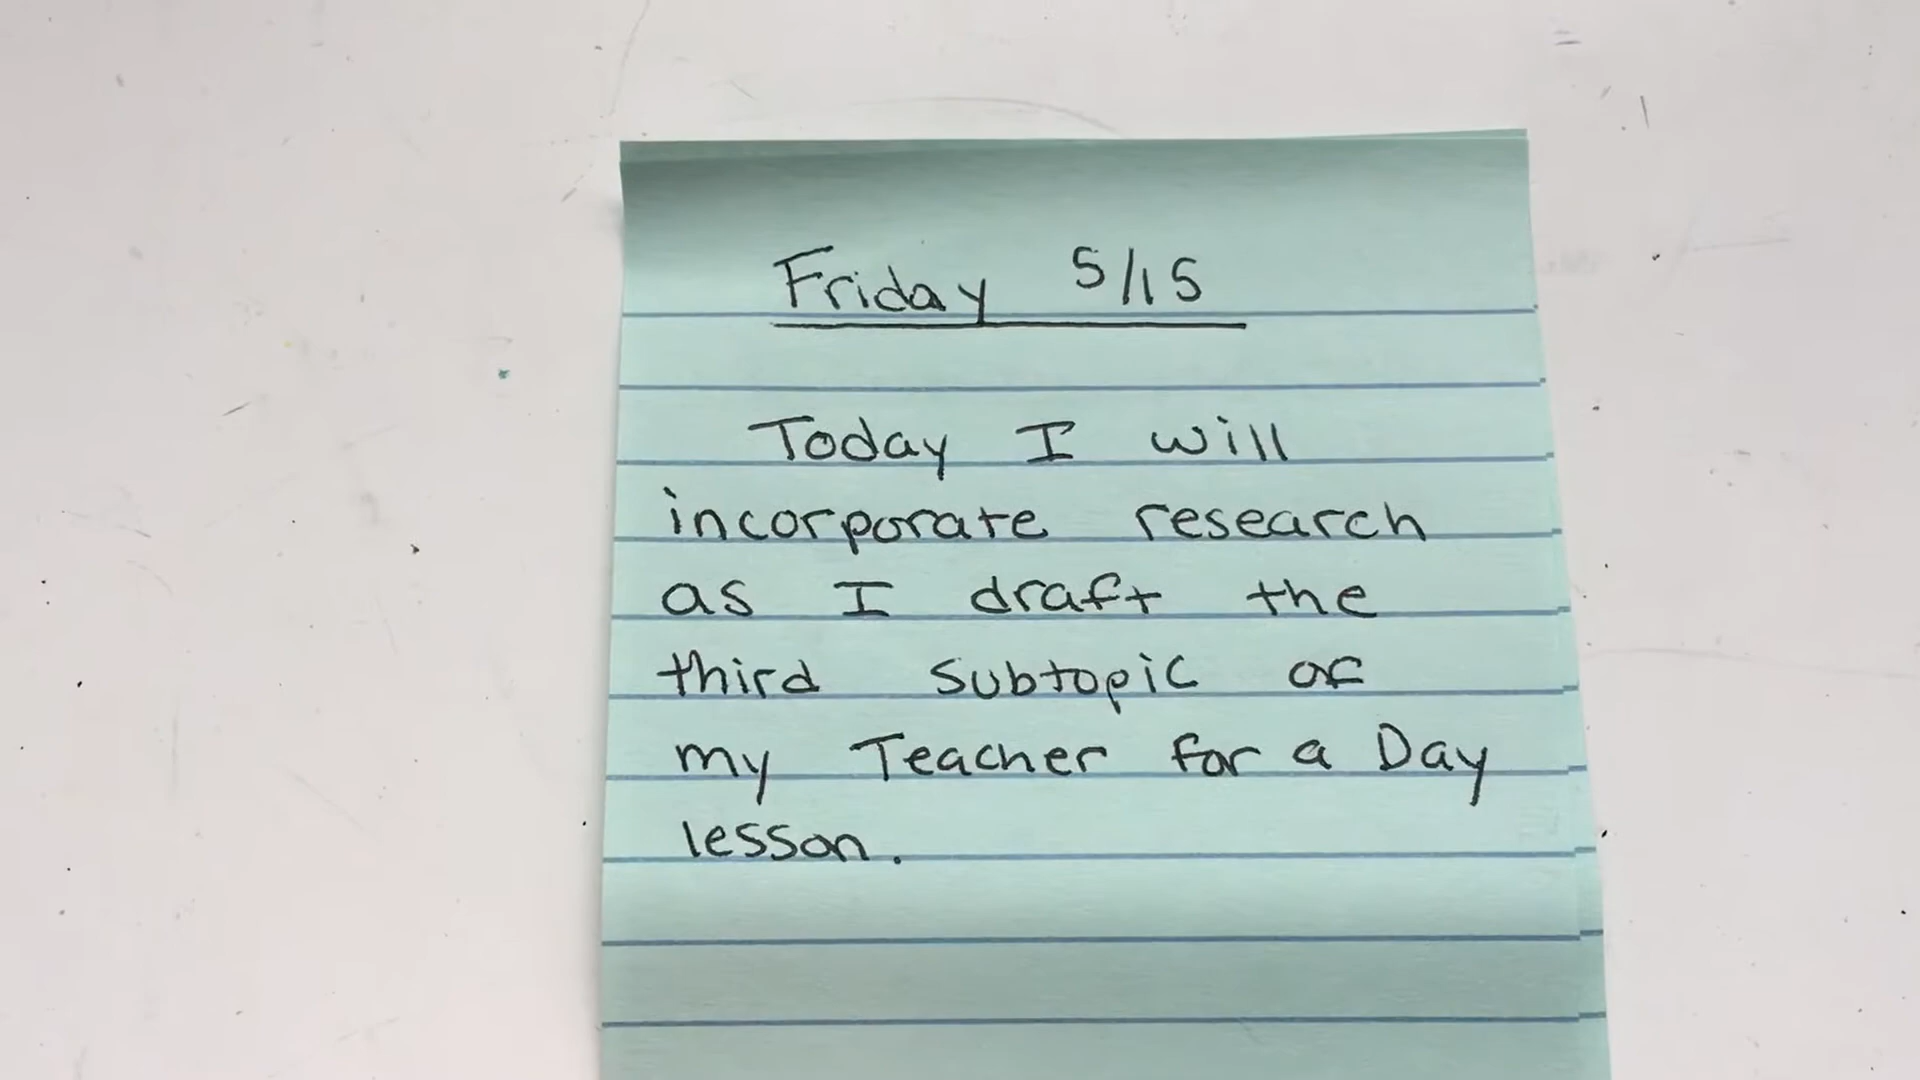 Friday 5/15
Today I will
incorporate research
as I draft the
third subtopic of
my Teacher for a Day
lesson.